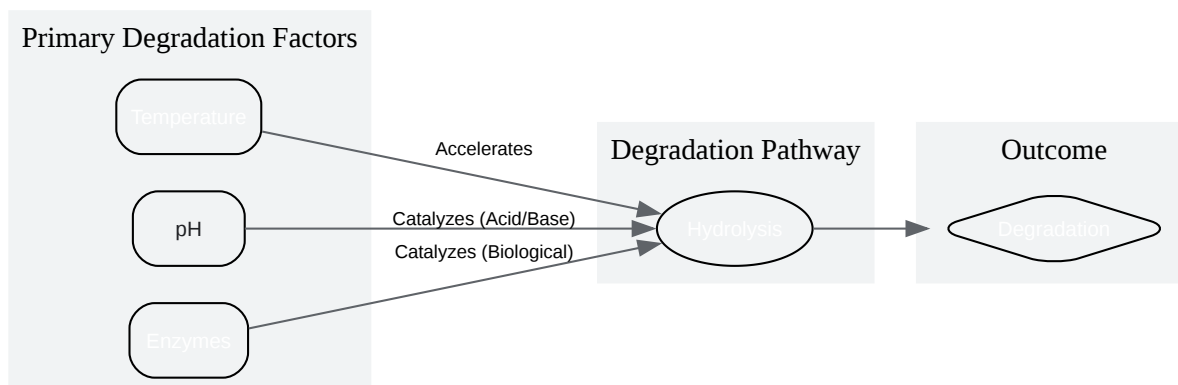 Primary Degradation Factors
Temperature
Accelerates
Degradation Pathway
Outcome
pH
Catalyzes (Acid/Base)
Hydrolysis
Degradation
Catalyzes (Biological)
Enzymes